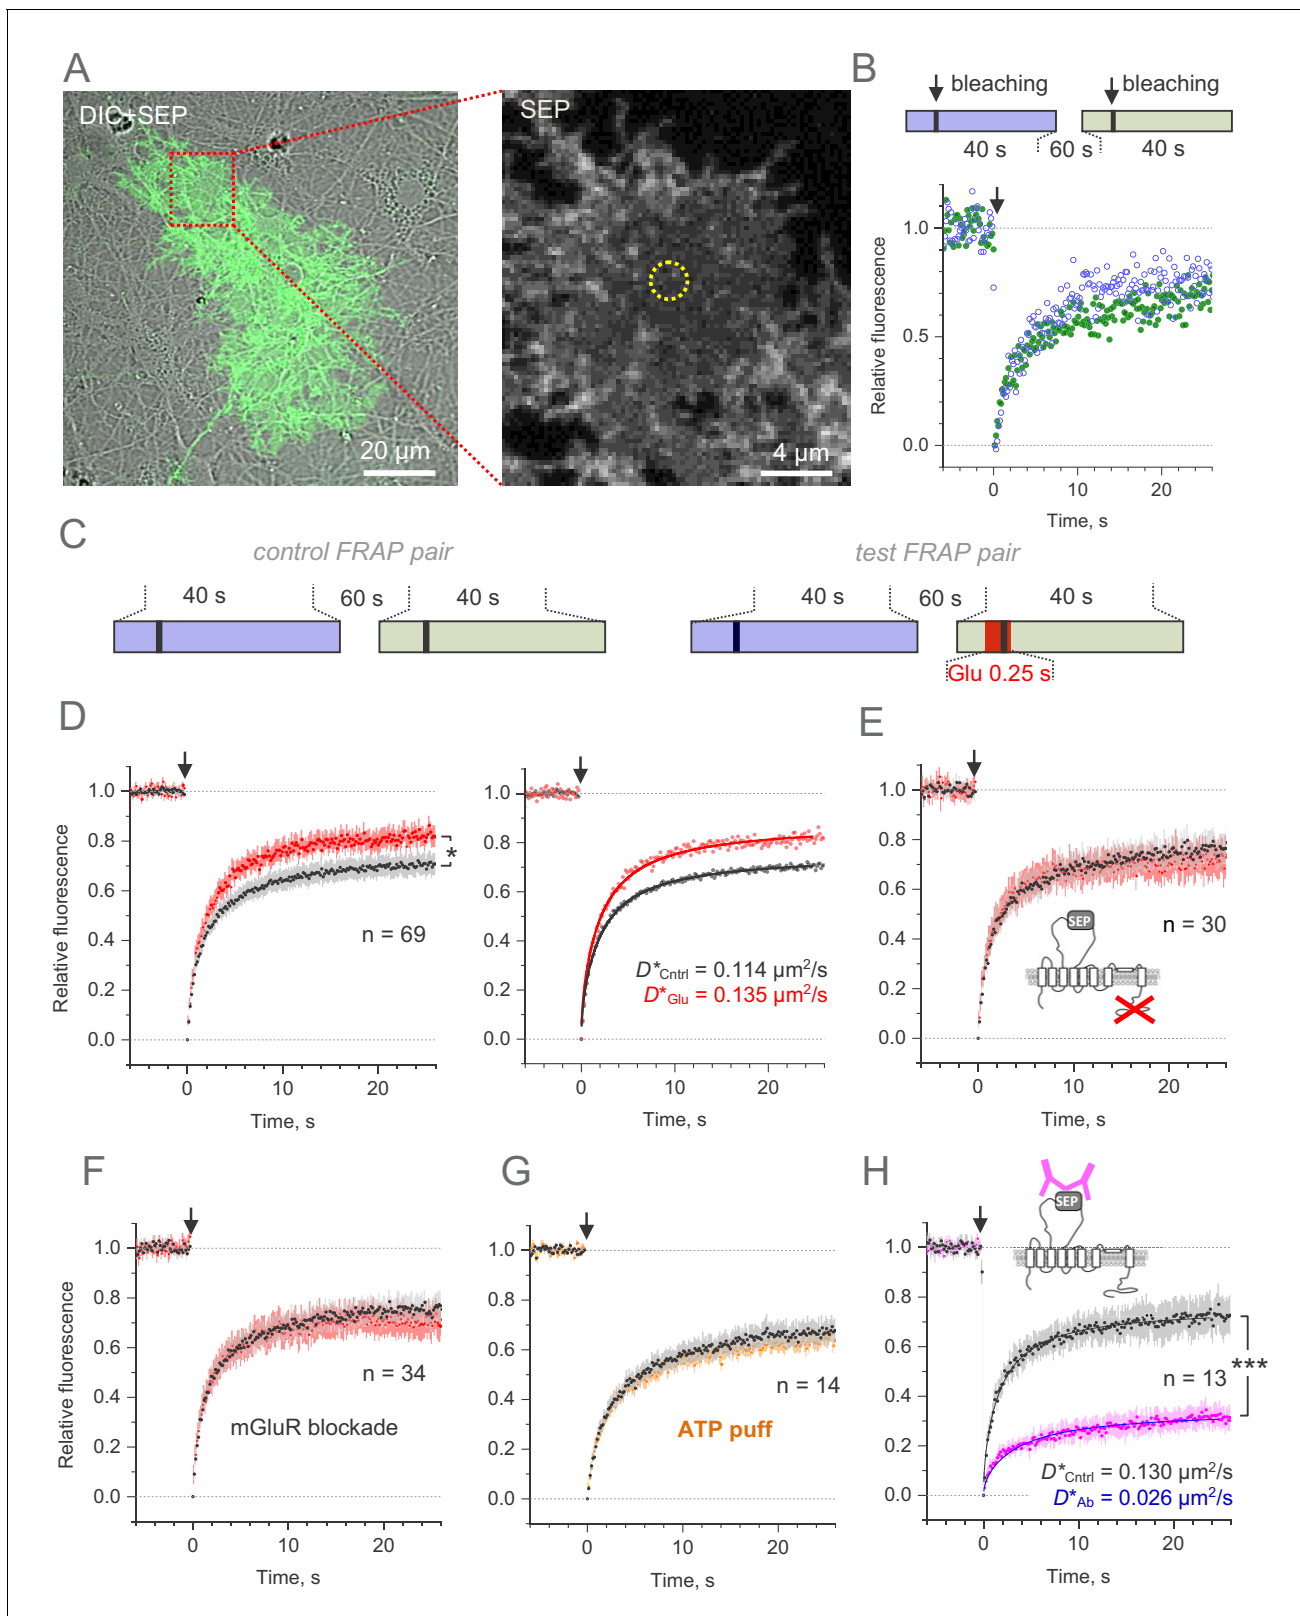 A
DIC+SEP
20 µm
SEP
4 µm
B
bleaching
bleaching
40 s
60 s
40 s
Relative fluorescence
1.0
0.5
0.0
0
10
20
Time, s
C
control FRAP pair
40 s
60 s
40 s
test FRAP pair
40 s
60 s
40 s
Glu 0.25 s
D
Relative fluorescence
1.0
0.8
0.6
0.4
0.2
0.0
*
n = 69
0
10
20
Time, s
1.0
0.8
0.6
0.4
0.2
0.0
D*Cntrl = 0.114 µm²/s
D*Glu = 0.135 µm²/s
0
10
20
Time, s
E
1.0
0.8
0.6
0.4
0.2
0.0
n = 30
SEP
0
10
20
Time, s
F
Relative fluorescence
1.0
0.8
0.6
0.4
0.2
0.0
n = 34
mGluR blockade
0
10
20
Time, s
G
1.0
0.8
0.6
0.4
0.2
0.0
n = 14
ATP puff
0
10
20
Time, s
H
SEP
1.0
0.8
0.6
0.4
0.2
0.0
***
n = 13
D*Cntrl = 0.130 µm²/s
D*Ab = 0.026 µm²/s
0
10
20
Time, s